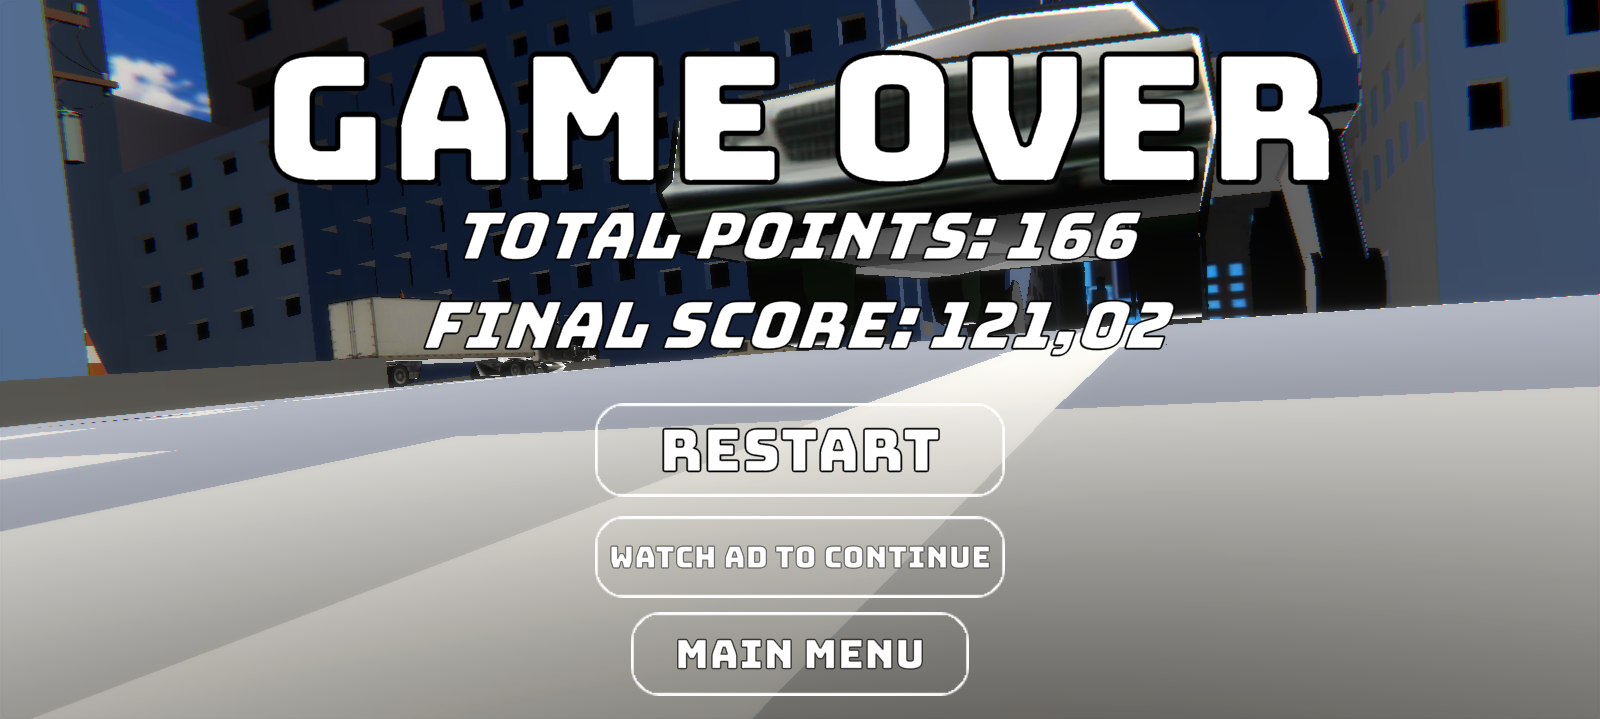 GAME OVER
TOTAL POINTS: 166
FINAL SCORE: 121,02
RESTART
WATCH AD TO CONTINUE
MAIN MENU